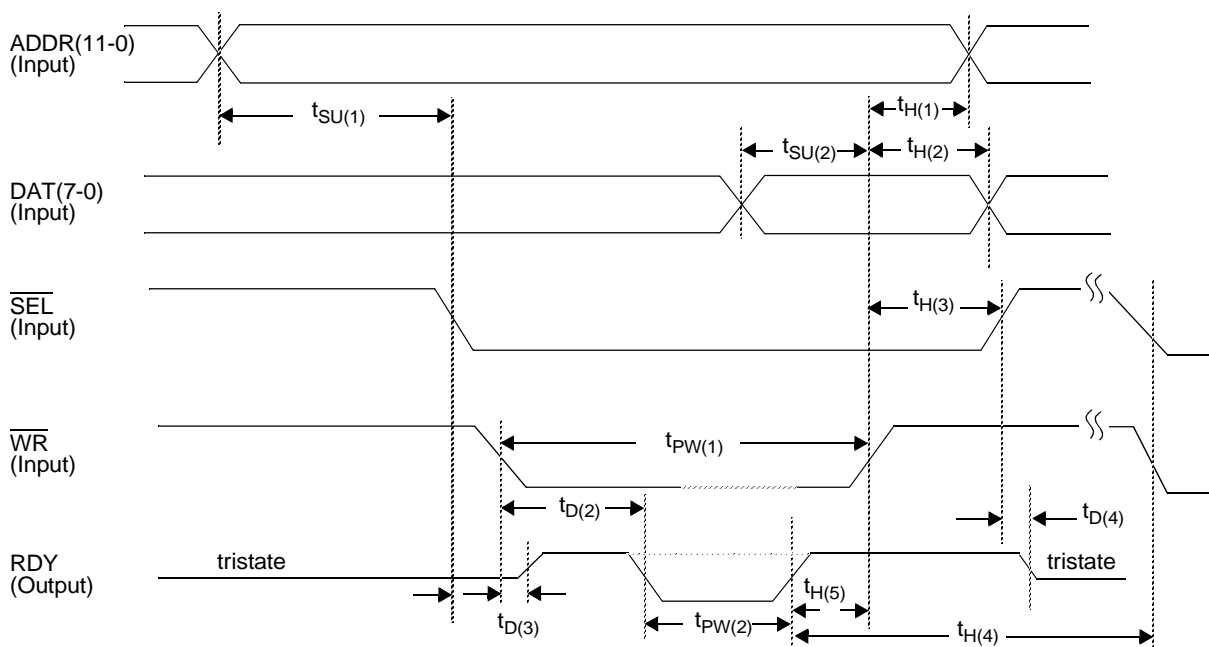 ADDR(11-0)
(Input)
tSU(1)
tH(1)
tSU(2)
tH(2)
DAT(7-0)
(Input)
SEL
(Input)
tH(3)
WR
(Input)
tPW(1)
tD(2)
tD(4)
RDY
(Output)
tristate
tristate
tD(3)
tPW(2)
tH(5)
tH(4)